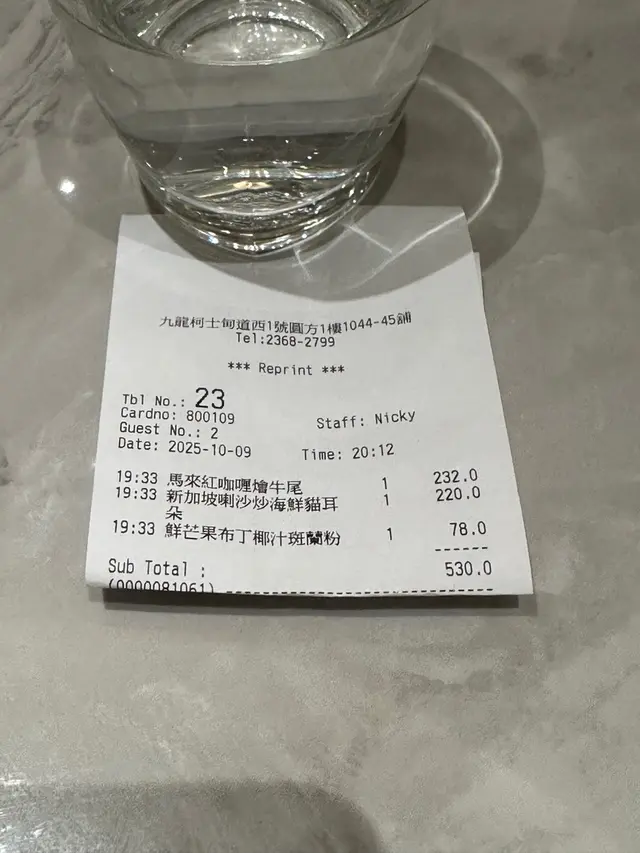 九龍柯士甸道西1號圓方1樓1044-45舖
Tel:2368-2799
*** Reprint ***
Tbl No.: 23
Cardno: 800109 Staff: Nicky
Guest No.: 2
Date: 2025-10-09 Time: 20:12
19:33 馬來紅咖喱燴牛尾 1 232.0
19:33 新加坡喇沙炒海鮮貓耳 1 220.0
朵
19:33 鮮芒果布丁椰汁班蘭粉 1 78.0
------
Sub Total : 530.0
(0000081061) --------------------------